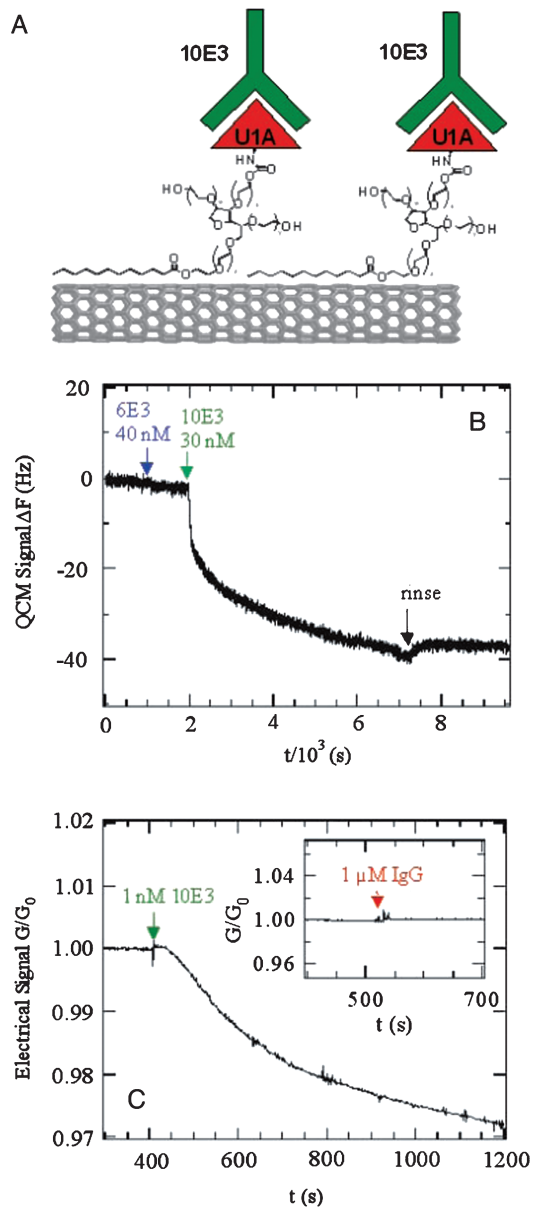 A
10E3 10E3
U1A U1A
HN O HN O
O O
HO O O HO O O
O O OH O O OH
O O
O O O O O O
20
6E3 10E3 B
40 nM 30 nM
0
QCM Signal ΔF (Hz)
-20
rinse
-40
0 2 4 6 8
t/10³ (s)
1.02
1.01
1 nM 10E3
1.00
Electrical Signal G/G₀
0.99
0.98
0.97
C
1.04
1 µM IgG
1.00
G/G₀
0.96
500 700
t (s)
400 600 800 1000 1200
t (s)